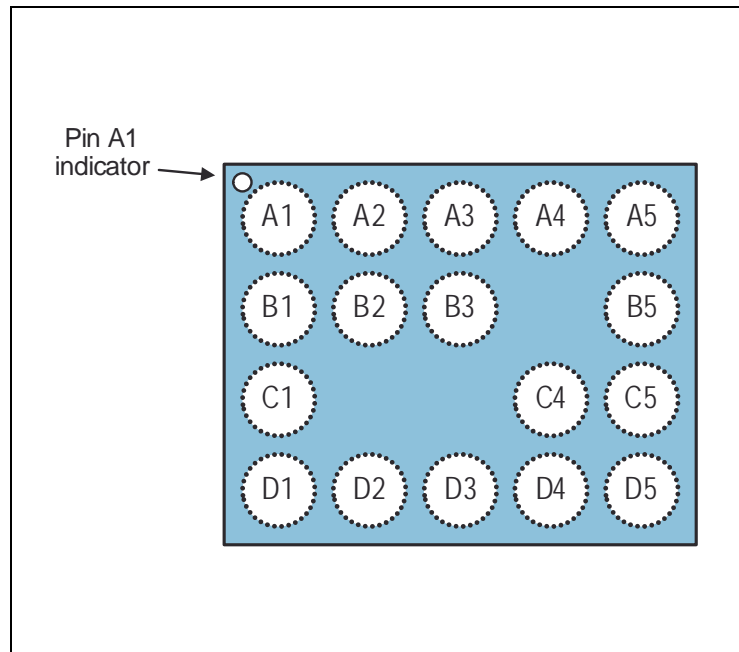 Pin A1
indicator
A1 A2 A3 A4 A5
B1 B2 B3 B5
C1 C4 C5
D1 D2 D3 D4 D5